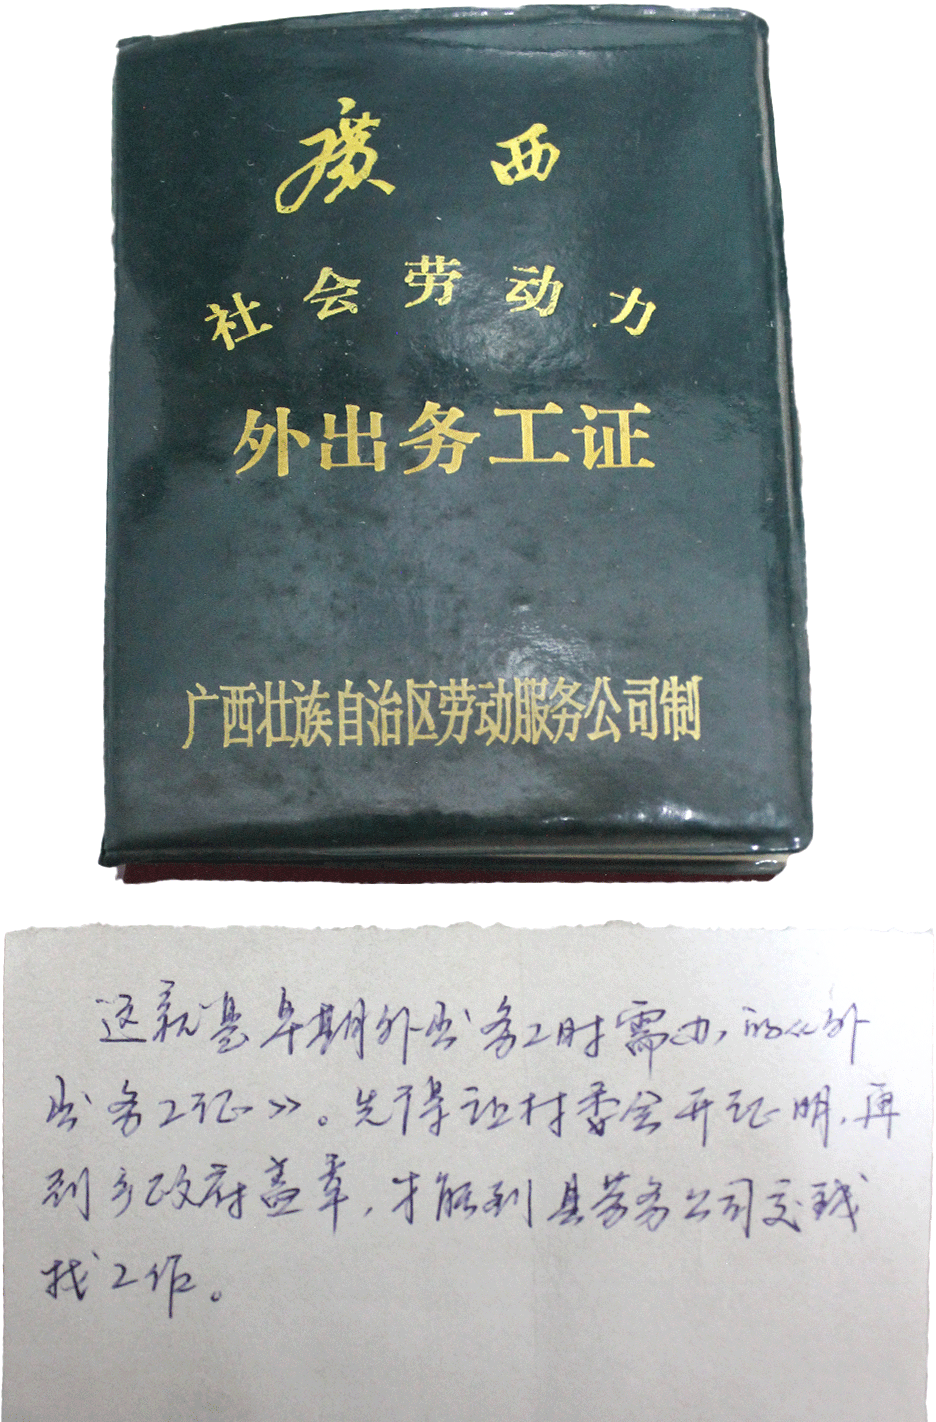 廣西
社会劳动力
外出务工证
广西壮族自治区劳动服务公司制
这就是早期外出务工时需办的《外
出务工证》。先得让村委会开证明，再
到乡政府盖章，才能到县劳务公司交钱
找工作。